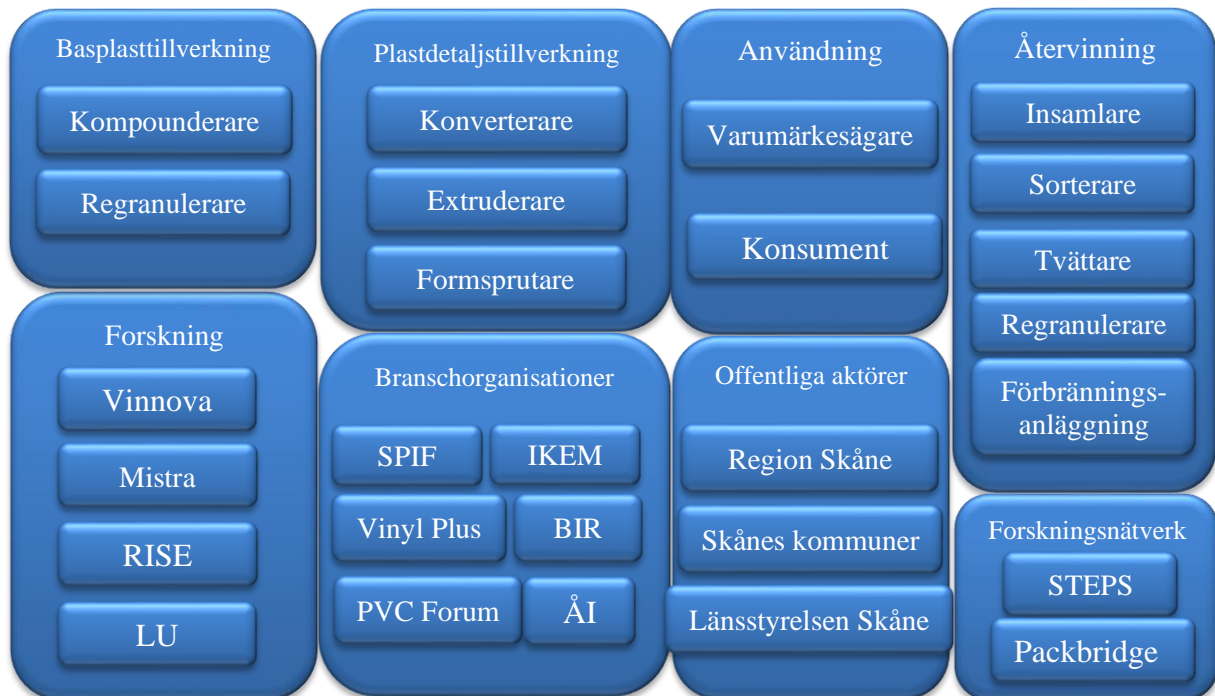 Basplasttillverkning
Kompounderare
Regranulerare
Plastdetaljstillverkning
Konverterare
Extruderare
Formsprutare
Användning
Varumärkesägare
Konsument
Återvinning
Insamlare
Sorterare
Tvättare
Regranulerare
Förbrännings-
anläggning
Forskning
Vinnova
Mistra
RISE
LU
Branschorganisationer
SPIF
IKEM
Vinyl Plus
BIR
PVC Forum
ÅI
Offentliga aktörer
Region Skåne
Skånes kommuner
Länsstyrelsen Skåne
Forskningsnätverk
STEPS
Packbridge